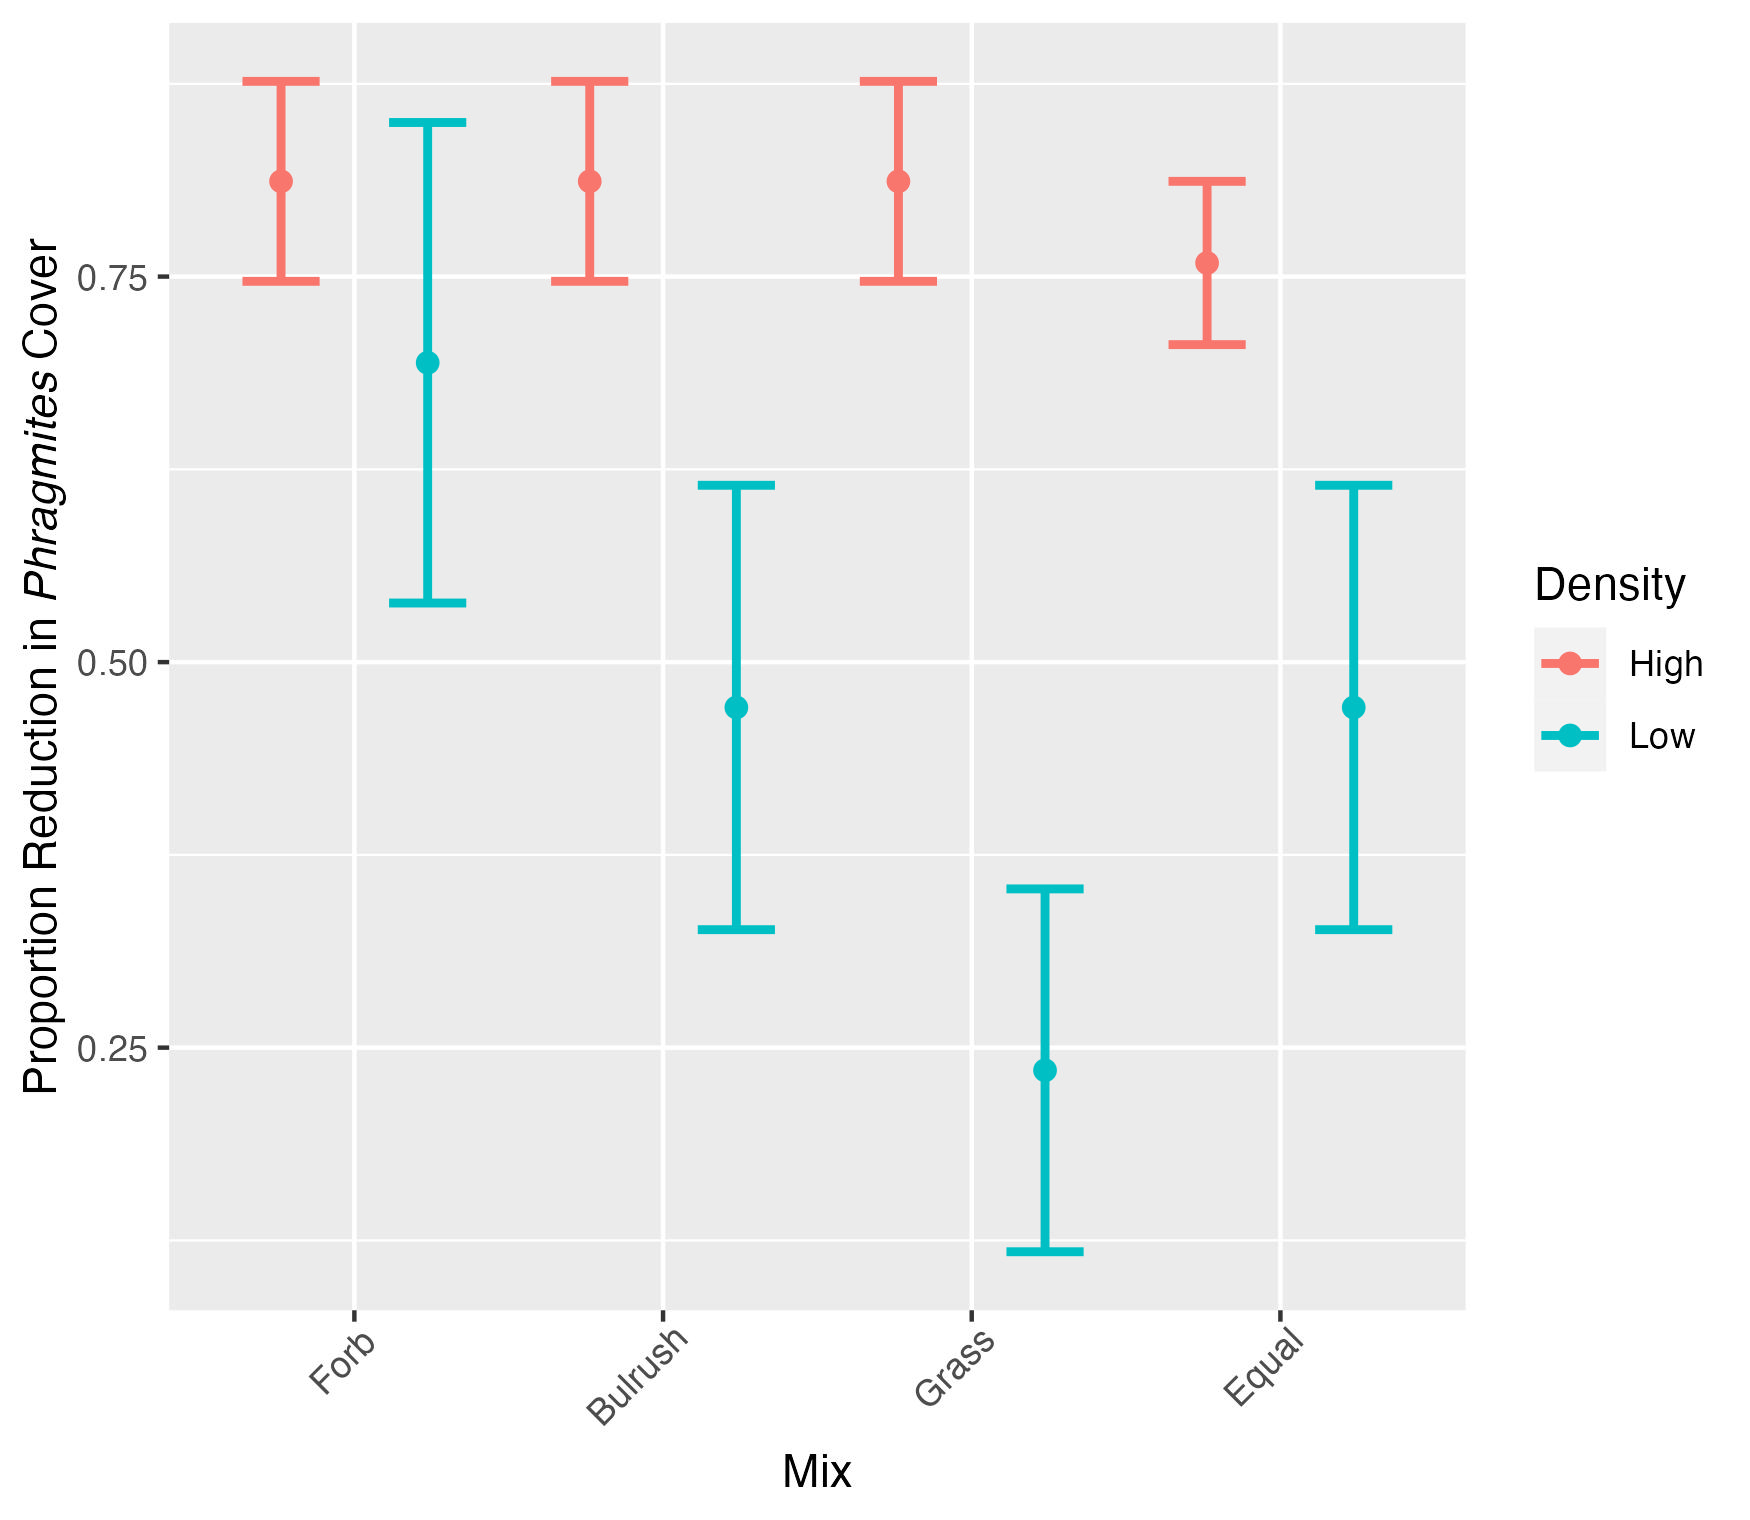 Proportion Reduction in Phragmites Cover
0.75
0.50
0.25
Forb
Bulrush
Grass
Equal
Mix
Density
High
Low